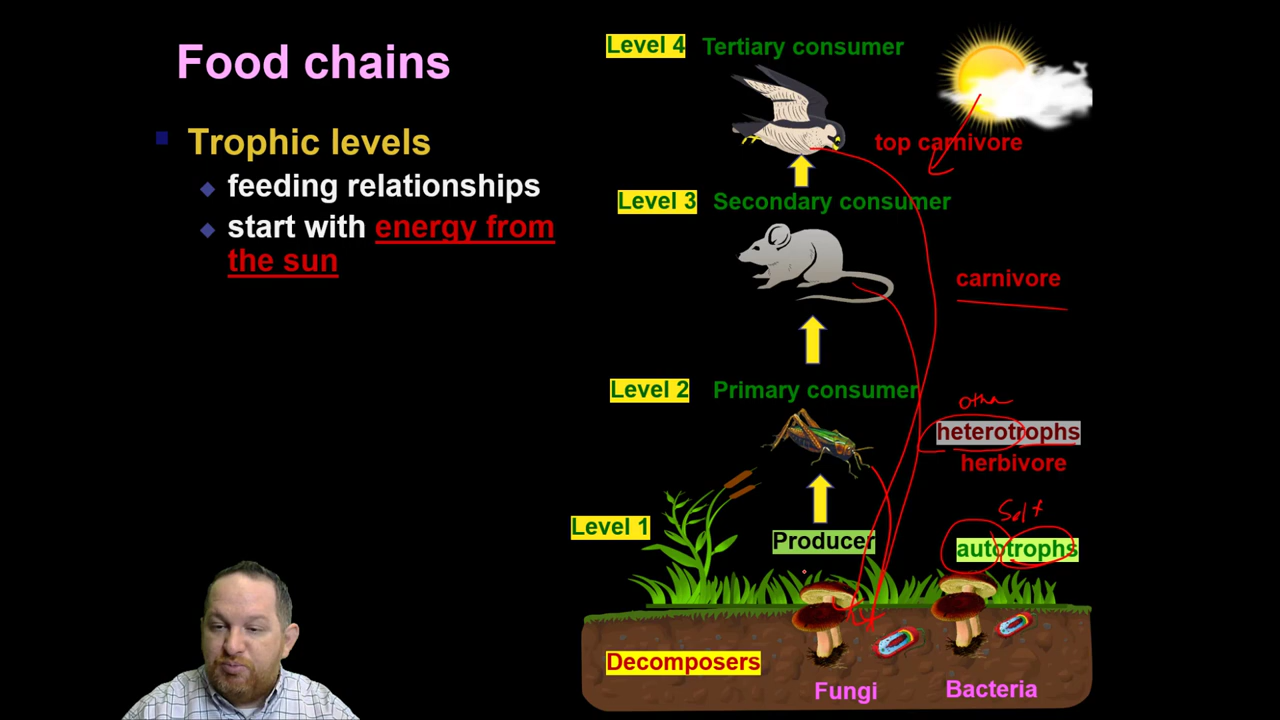 Food chains
Trophic levels
feeding relationships
start with energy from
the sun
Level 4 Tertiary consumer
top carnivore
Level 3 Secondary consumer
carnivore
Level 2 Primary consumer
other
heterotrophs
herbivore
Self
Level 1
Producer
autotrophs
Decomposers
Fungi
Bacteria